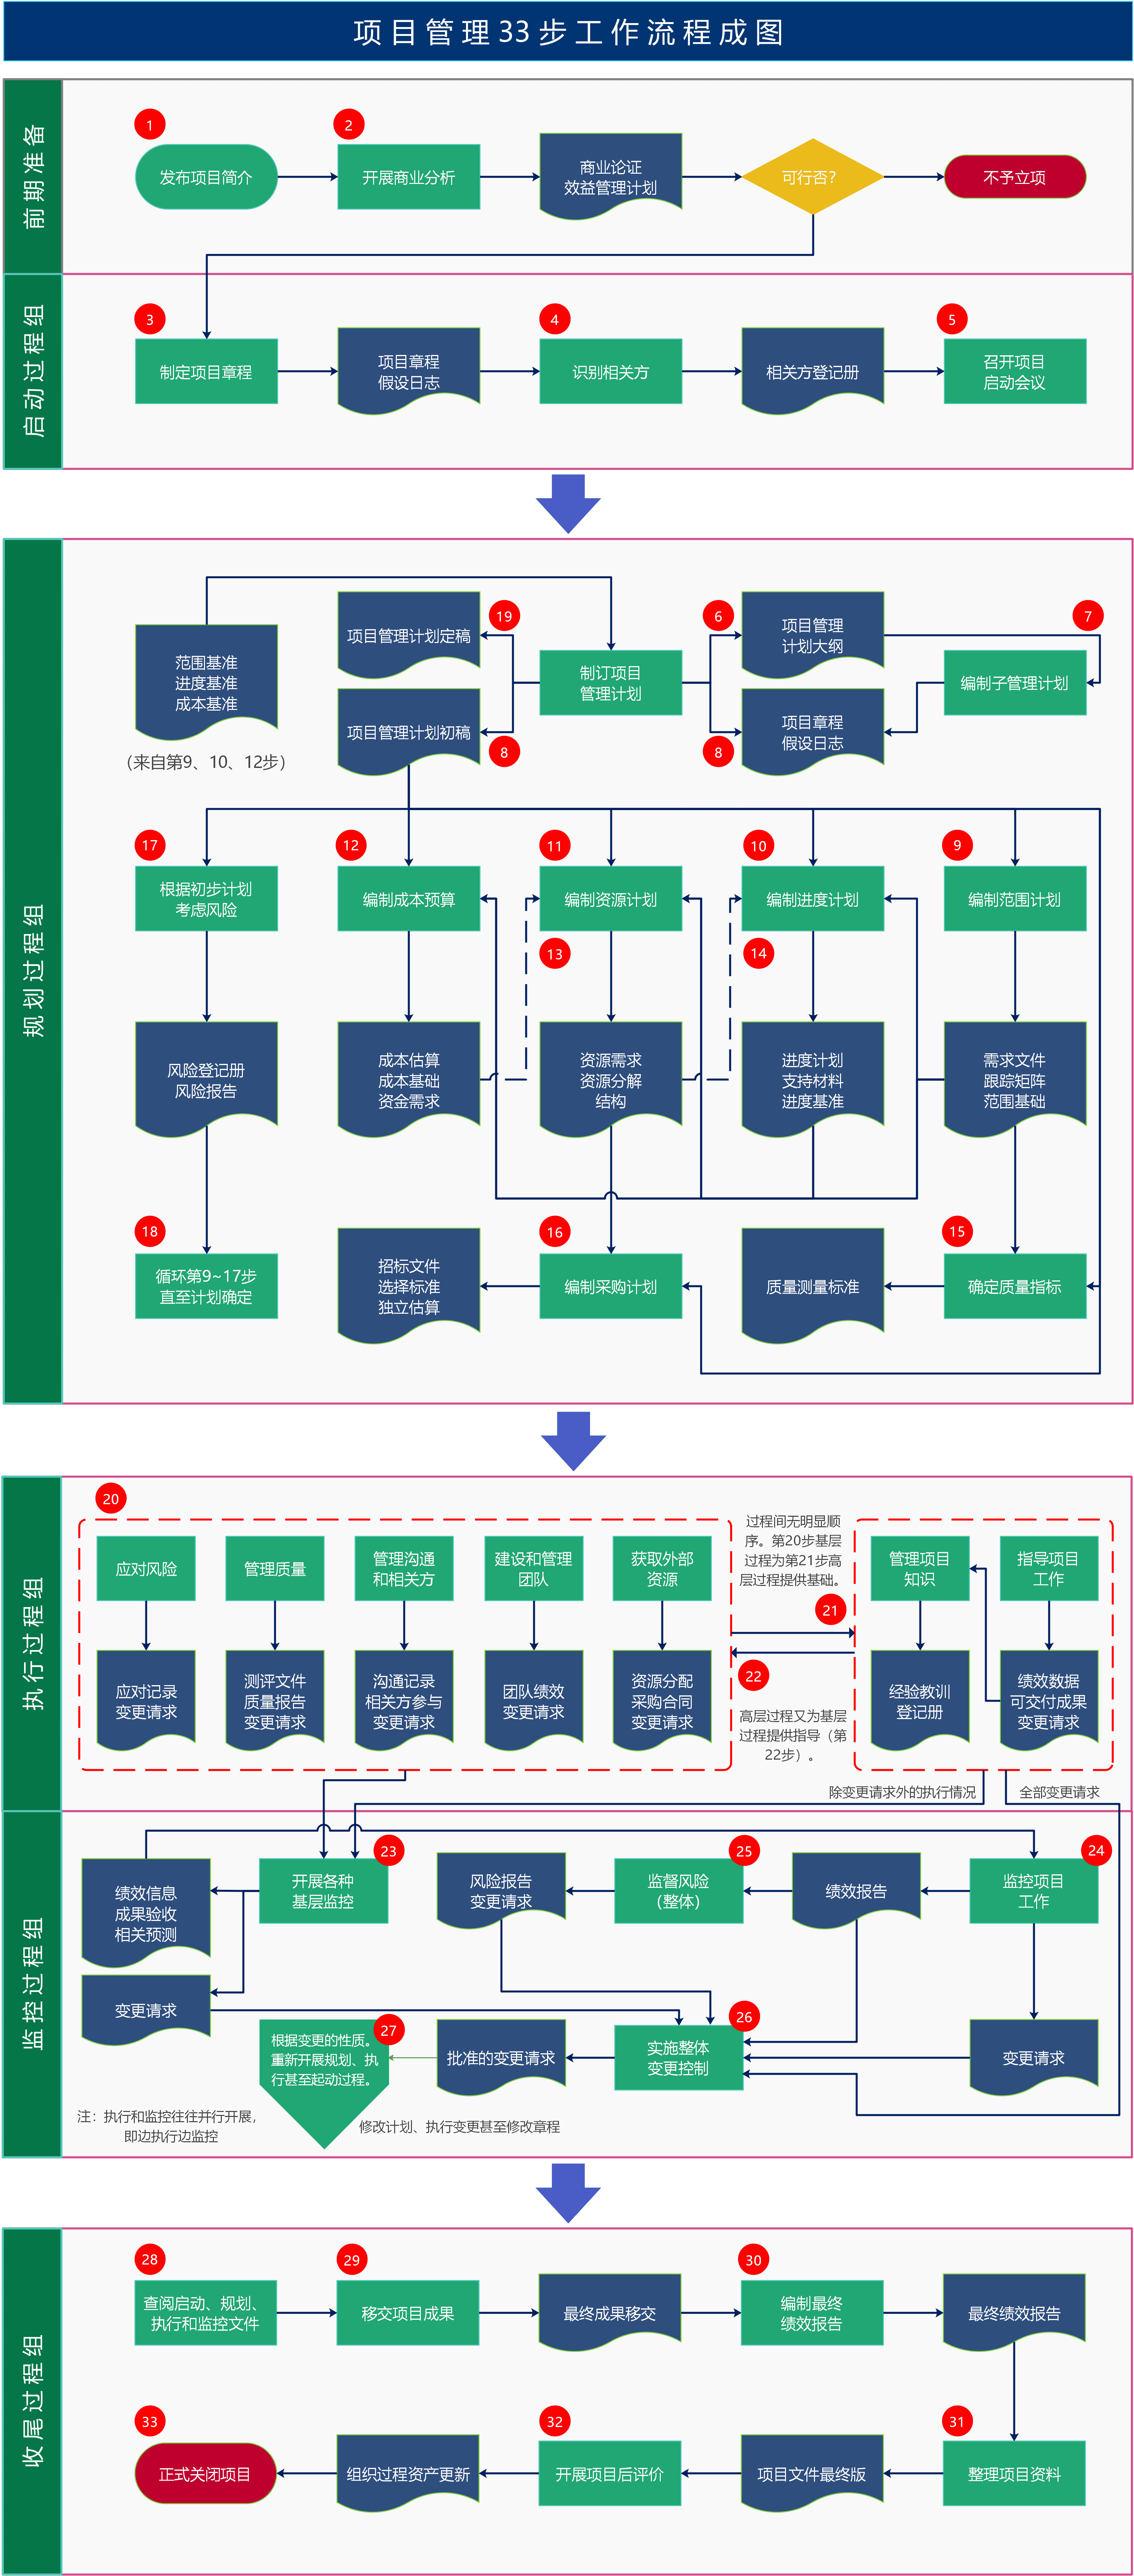 项目管理33步工作流程成图
前期准备
1
发布项目简介
2
开展商业分析
商业论证
效益管理计划
可行否?
不予立项
启动过程组
3
制定项目章程
项目章程
假设日志
4
识别相关方
相关方登记册
5
召开项目
启动会议
规划过程组
范围基准
进度基准
成本基准
（来自第9、10、12步）
项目管理计划定稿
19
项目管理计划初稿
8
制订项目
管理计划
6
项目管理
计划大纲
8
项目章程
假设日志
7
编制子管理计划
17
根据初步计划
考虑风险
12
编制成本预算
11
编制资源计划
13
10
编制进度计划
14
9
编制范围计划
风险登记册
风险报告
成本估算
成本基础
资金需求
资源需求
资源分解
结构
进度计划
支持材料
进度基准
需求文件
跟踪矩阵
范围基础
18
循环第9~17步
直至计划确定
招标文件
选择标准
独立估算
16
编制采购计划
质量测量标准
15
确定质量指标
执行过程组
20
应对风险
管理质量
管理沟通
和相关方
建设和管理
团队
获取外部
资源
应对记录
变更请求
测评文件
质量报告
变更请求
沟通记录
相关方参与
变更请求
团队绩效
变更请求
资源分配
采购合同
变更请求
过程间无明显顺
序。第20步基层
过程为第21步高
层过程提供基础。
21
22
高层过程又为基层
过程提供指导（第
22步）。
管理项目
知识
指导项目
工作
经验教训
登记册
绩效数据
可交付成果
变更请求
除变更请求外的执行情况
全部变更请求
监控过程组
绩效信息
成果验收
相关预测
变更请求
23
开展各种
基层监控
风险报告
变更请求
25
监督风险
（整体）
绩效报告
24
监控项目
工作
27
根据变更的性质。
重新开展规划、执
行甚至起动过程。
批准的变更请求
26
实施整体
变更控制
变更请求
注：执行和监控往往并行开展，
即边执行边监控
修改计划、执行变更甚至修改章程
收尾过程组
28
查阅启动、规划、
执行和监控文件
29
移交项目成果
最终成果移交
30
编制最终
绩效报告
最终绩效报告
33
正式关闭项目
组织过程资产更新
32
开展项目后评价
项目文件最终版
31
整理项目资料